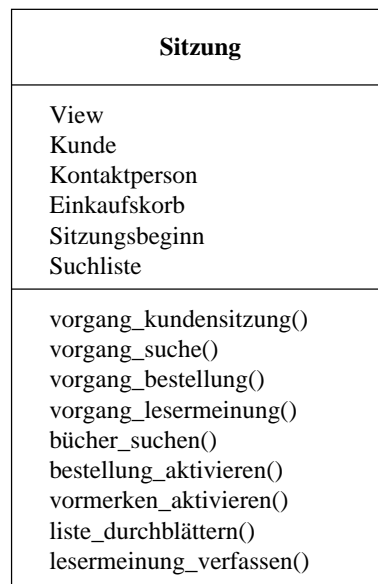 Sitzung
View
Kunde
Kontaktperson
Einkaufskorb
Sitzungsbeginn
Suchliste
vorgang_kundensitzung()
vorgang_suche()
vorgang_bestellung()
vorgang_lesermeinung()
bücher_suchen()
bestellung_aktivieren()
vormerken_aktivieren()
liste_durchblättern()
lesermeinung_verfassen()